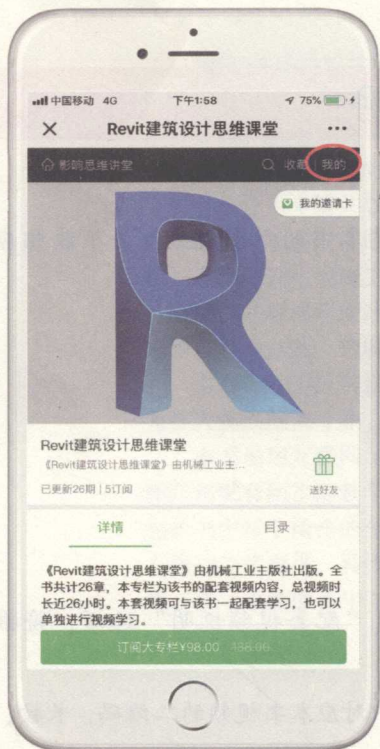 中国移动 4G 下午1:58 75%
× Revit建筑设计思维课堂 •••
影响思维讲堂 收藏 | 我的
我的邀请卡
R
Revit建筑设计思维课堂
《Revit建筑设计思维课堂》由机械工业主...
已更新26期 | 5订阅 送好友
详情 目录
《Revit建筑设计思维课堂》由机械工业主版社出版。全
书共计26章,本专栏为该书的配套视频内容,总视频时
长近26小时。本套视频可与该书一起配套学习,也可以
单独进行视频学习。
订阅大专栏¥98.00